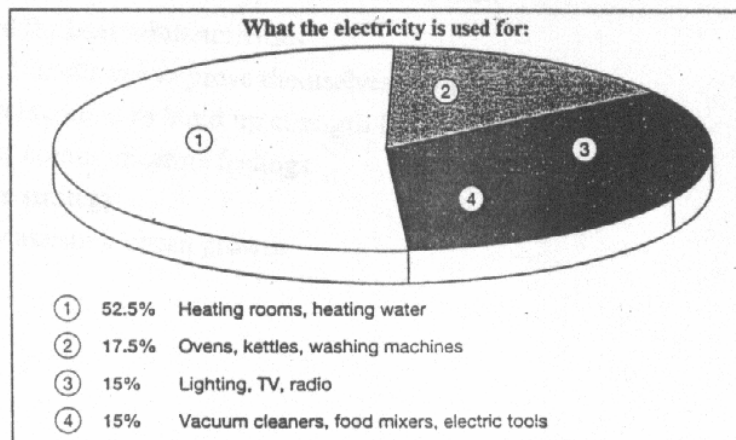 What the electricity is used for:
2
1
3
4
1 52.5% Heating rooms, heating water
2 17.5% Ovens, kettles, washing machines
3 15% Lighting, TV, radio
4 15% Vacuum cleaners, food mixers, electric tools